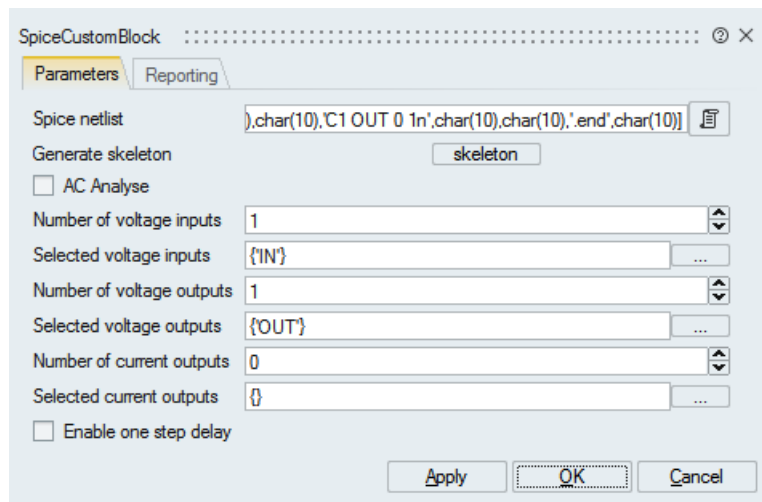 SpiceCustomBlock
Parameters Reporting
Spice netlist ),char(10),'C1 OUT 0 1n',char(10),char(10),'.end',char(10)]
Generate skeleton skeleton
AC Analyse
Number of voltage inputs 1
Selected voltage inputs {'IN'} ...
Number of voltage outputs 1
Selected voltage outputs {'OUT'} ...
Number of current outputs 0
Selected current outputs {} ...
Enable one step delay
Apply OK Cancel